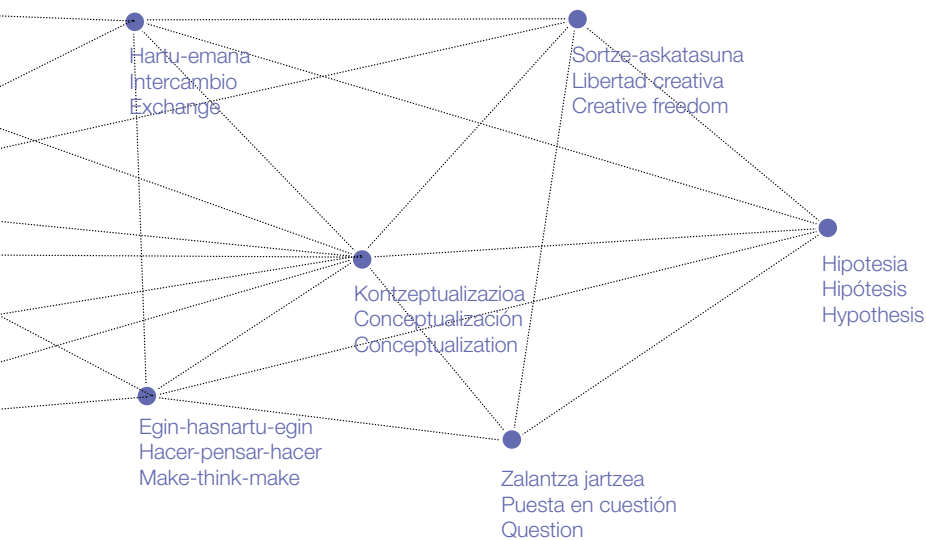 Hartu-emana
Intercambio
Exchange
Sortze-askatasuna
Libertad creativa
Creative freedom
Hipotesia
Hipótesis
Hypothesis
Kontzeptualizazioa
Conceptualización
Conceptualization
Egin-hasnartu-egin
Hacer-pensar-hacer
Make-think-make
Zalantza jartzea
Puesta en cuestión
Question